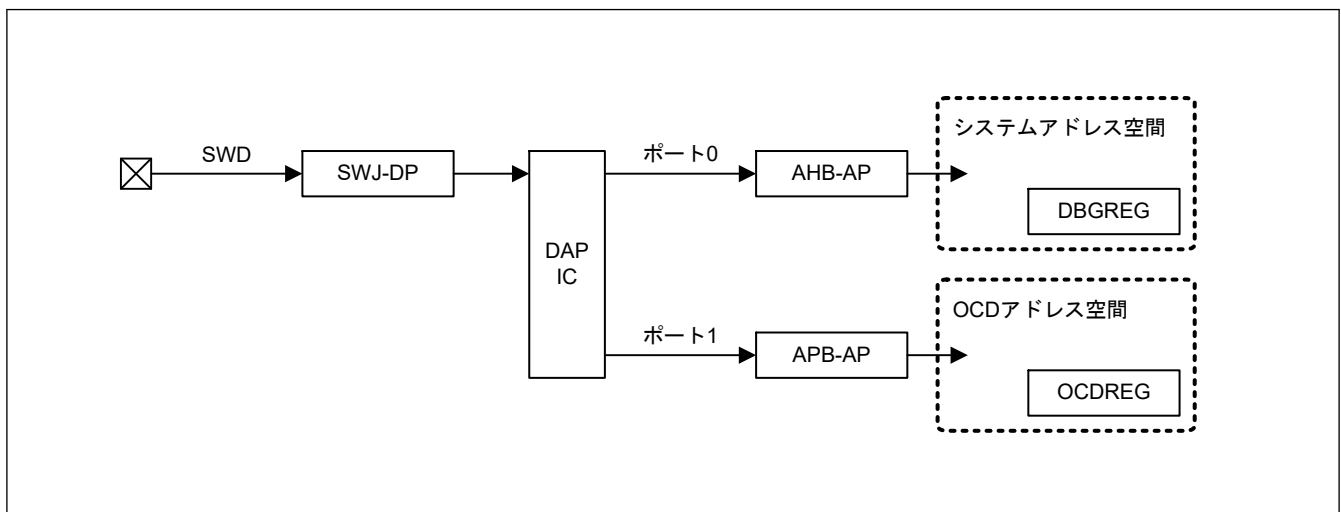 SWD
SWJ-DP
DAP
IC
ポート0
AHB-AP
システムアドレス空間
DBGREG
ポート1
APB-AP
OCDアドレス空間
OCDREG